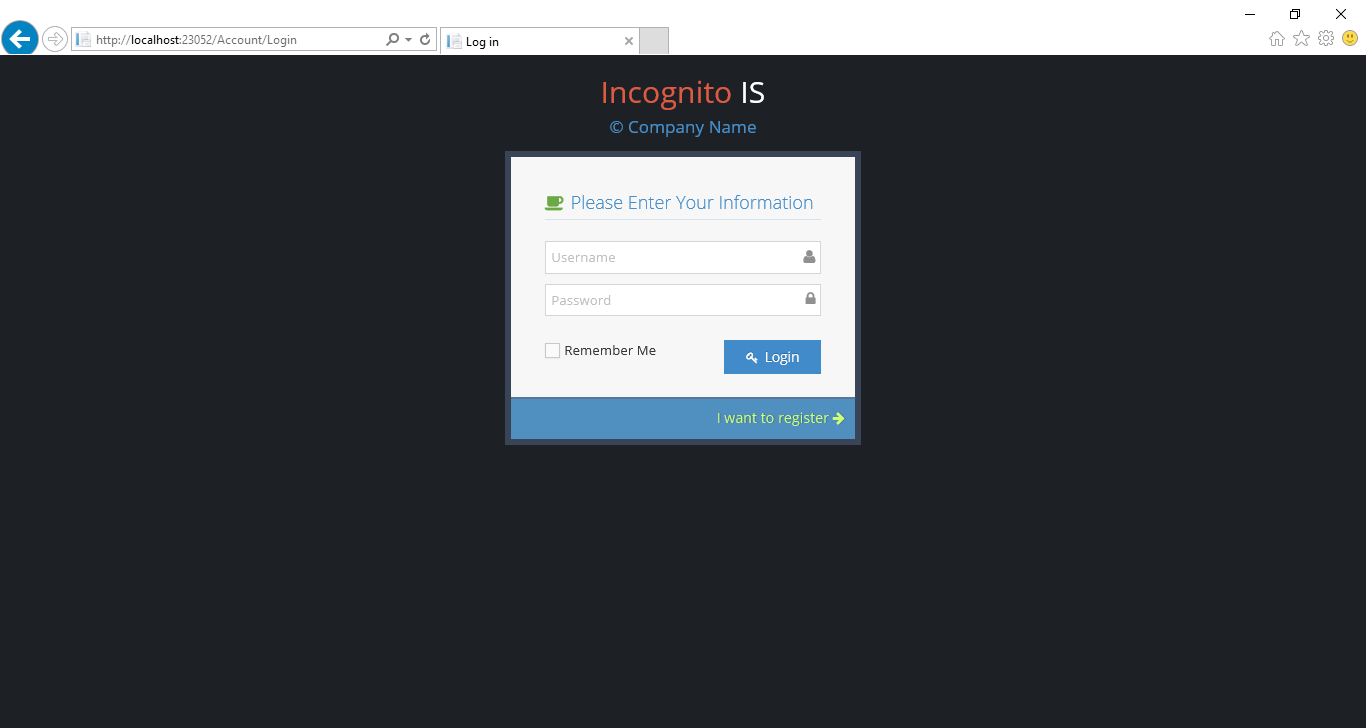 http://localhost:23052/Account/Login
Log in
Incognito IS
© Company Name
Please Enter Your Information
Username
Password
Remember Me
Login
I want to register